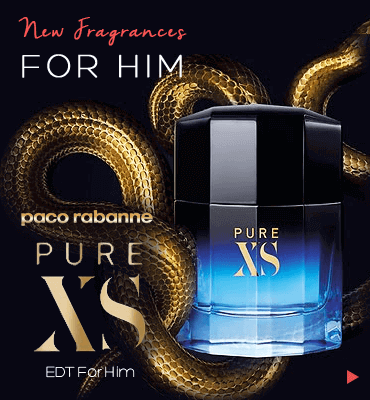 New Fragrances
FOR HIM
paco rabanne
PURE
XS
EDT For Him
PURE
XS